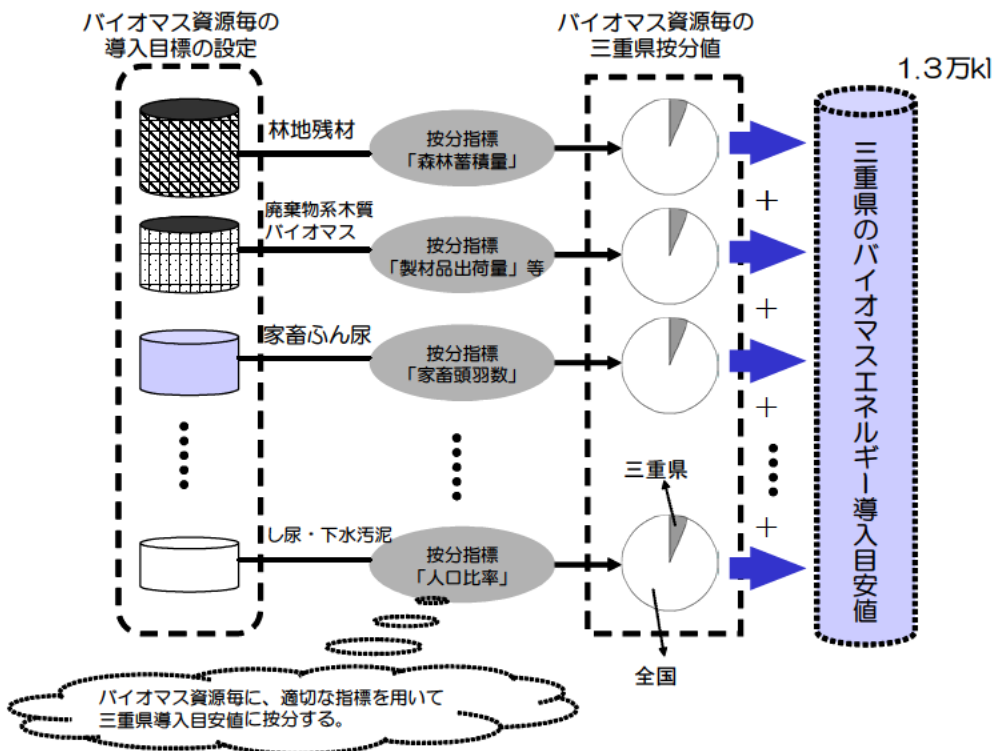 バイオマス資源毎の
導入目標の設定
バイオマス資源毎の
三重県按分値
1.3万kl
林地残材
按分指標
「森林蓄積量」
+
廃棄物系木質
バイオマス
按分指標
「製材品出荷量」等
+
家畜ふん尿
按分指標
「家畜頭羽数」
+
三重県
+
し尿・下水汚泥
按分指標
「人口比率」
全国
三重県のバイオマスエネルギー導入目安値
バイオマス資源毎に、適切な指標を用いて
三重県導入目安値に按分する。